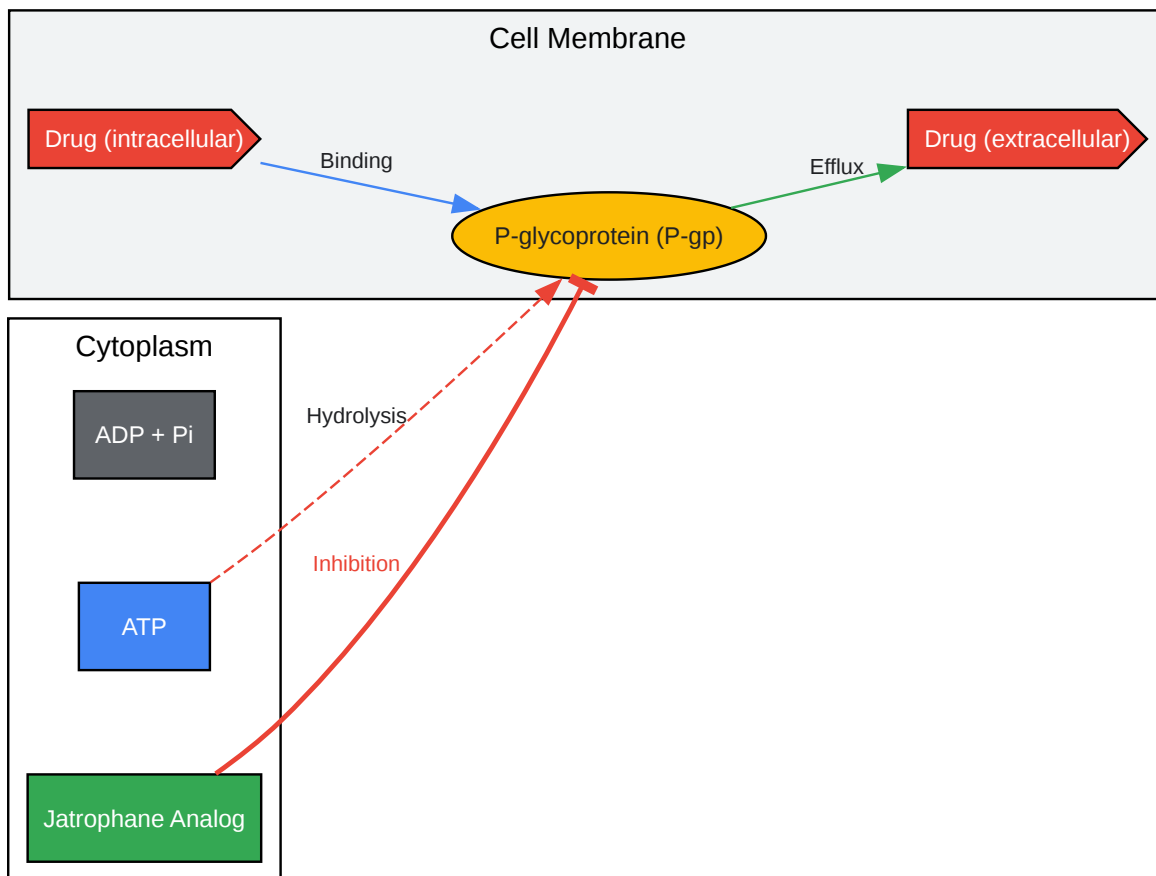 Cell Membrane
Drug (intracellular)
Drug (extracellular)
Binding
Efflux
P-glycoprotein (P-gp)
Cytoplasm
ADP + Pi
Hydrolysis
Inhibition
ATP
Jatrophane Analog